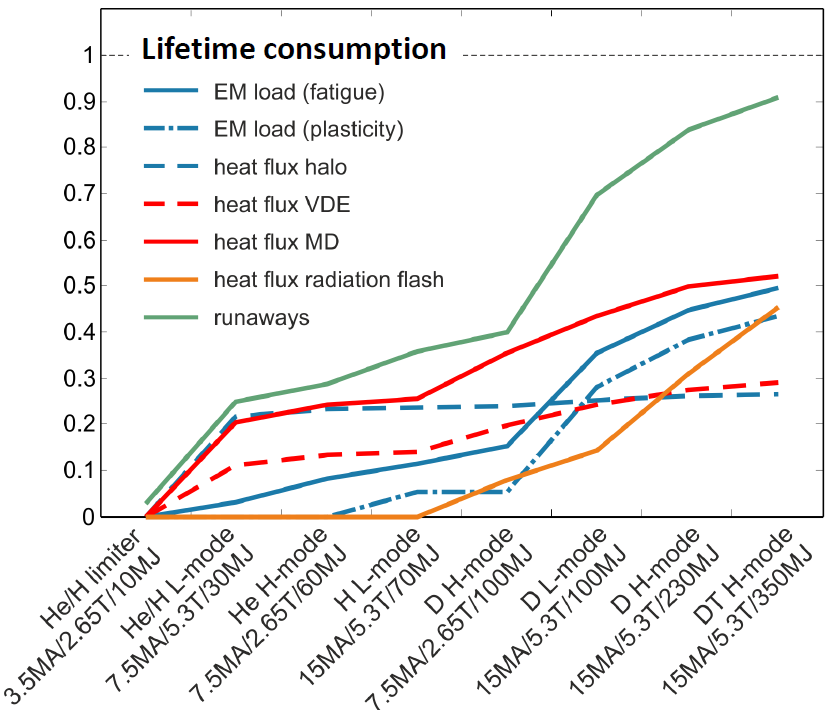 Lifetime consumption
1
0.9
0.8
0.7
0.6
0.5
0.4
0.3
0.2
0.1
0
EM load (fatigue)
EM load (plasticity)
heat flux halo
heat flux VDE
heat flux MD
heat flux radiation flash
runaways
He/H limiter
3.5MA/2.65T/10MJ
He/H L-mode
7.5MA/5.3T/30MJ
He H-mode
7.5MA/2.65T/60MJ
H L-mode
15MA/5.3T/70MJ
D H-mode
7.5MA/2.65T/100MJ
D L-mode
15MA/5.3T/100MJ
D H-mode
15MA/5.3T/230MJ
DT H-mode
15MA/5.3T/350MJ